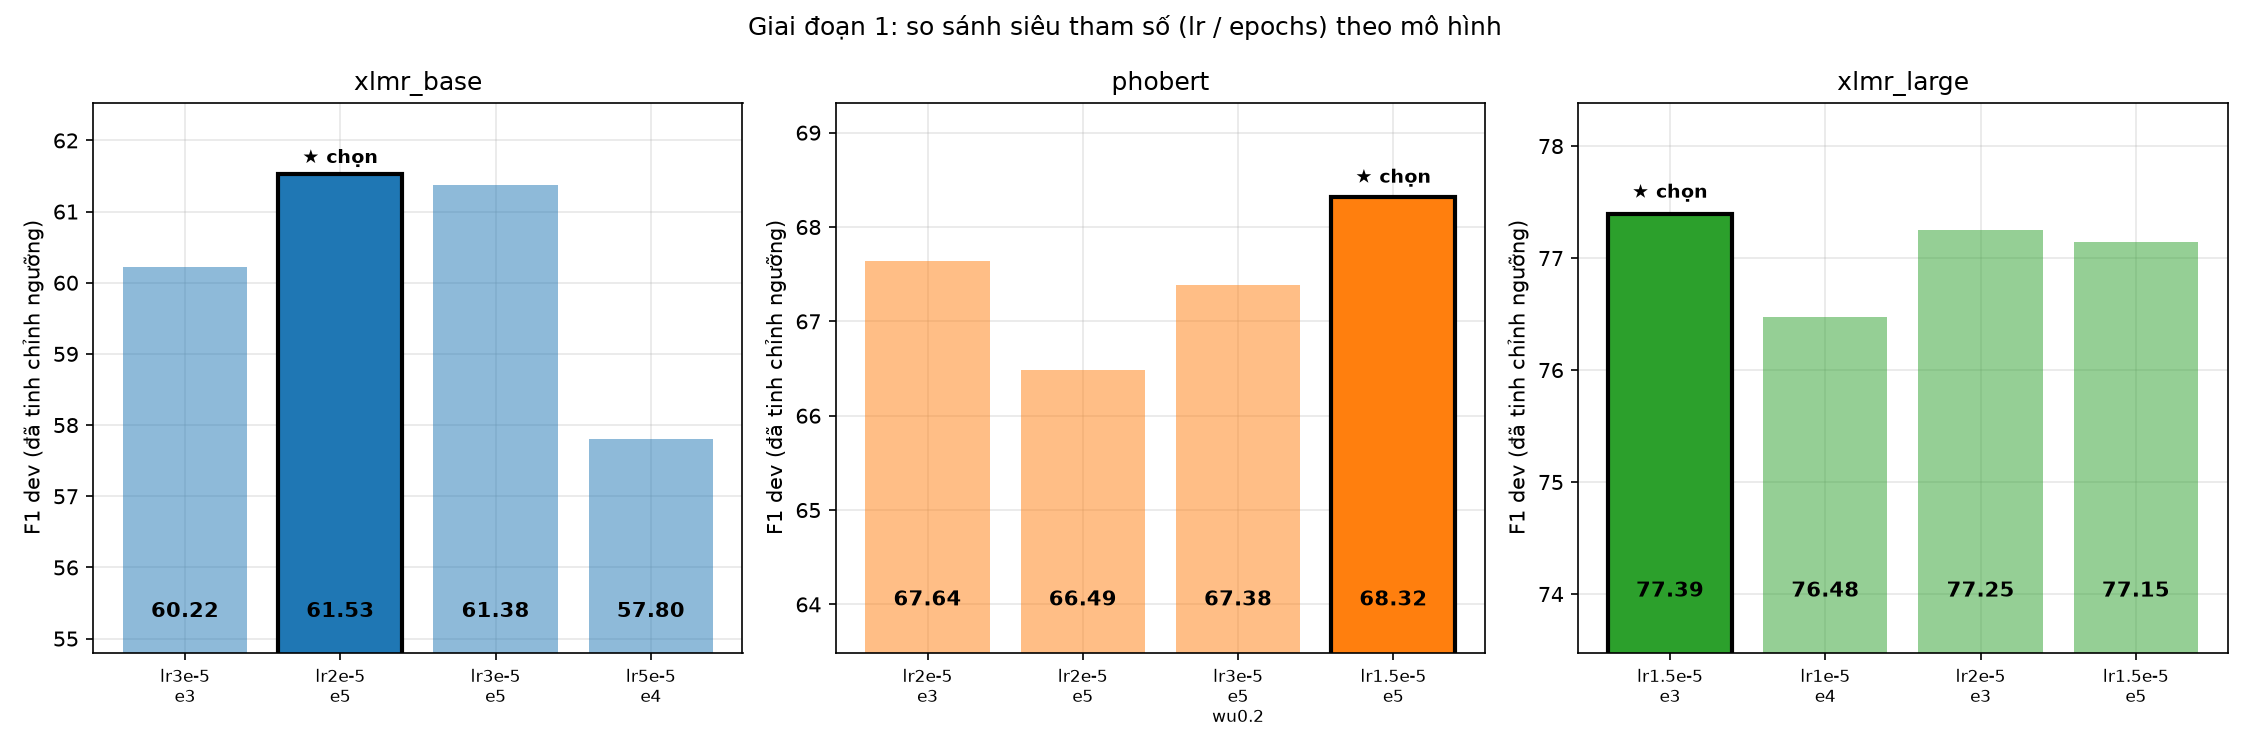 Giai đoạn 1: so sánh siêu tham số (lr / epochs) theo mô hình
xlmr_base
F1 dev (đã tinh chỉnh ngưỡng)
62
61
60
59
58
57
56
55
★ chọn
60.22
61.53
61.38
57.80
lr3e-5
e3
lr2e-5
e5
lr3e-5
e5
lr5e-5
e4
phobert
F1 dev (đã tinh chỉnh ngưỡng)
69
68
67
66
65
64
★ chọn
67.64
66.49
67.38
68.32
lr2e-5
e3
lr2e-5
e5
lr3e-5
e5
wu0.2
lr1.5e-5
e5
xlmr_large
F1 dev (đã tinh chỉnh ngưỡng)
78
77
76
75
74
★ chọn
77.39
76.48
77.25
77.15
lr1.5e-5
e3
lr1e-5
e4
lr2e-5
e3
lr1.5e-5
e5